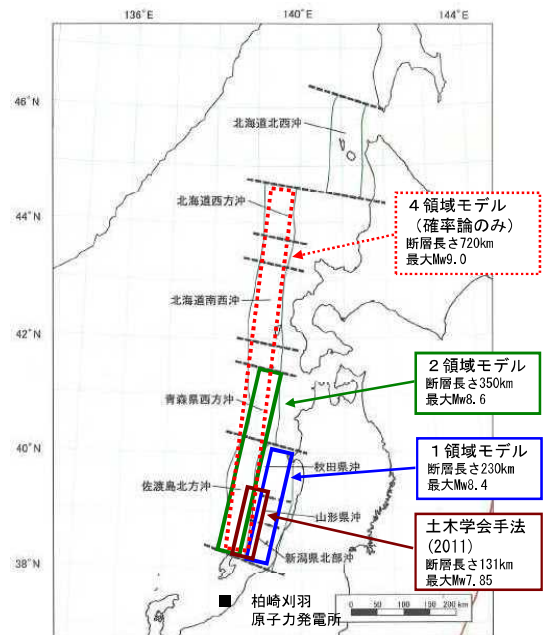 136°E
140°E
144°E
46°N
44°N
42°N
40°N
38°N
北海道北西沖
北海道西方沖
北海道南西沖
青森県西方沖
佐渡島北方沖
秋田県沖
山形県沖
新潟県北部沖
4領域モデル
(確率論のみ)
断層長さ720km
最大Mw9.0
2領域モデル
断層長さ350km
最大Mw8.6
1領域モデル
断層長さ230km
最大Mw8.4
土木学会手法
(2011)
断層長さ131km
最大Mw7.85
■ 柏崎刈羽
原子力発電所
0 50 100 150 200 km